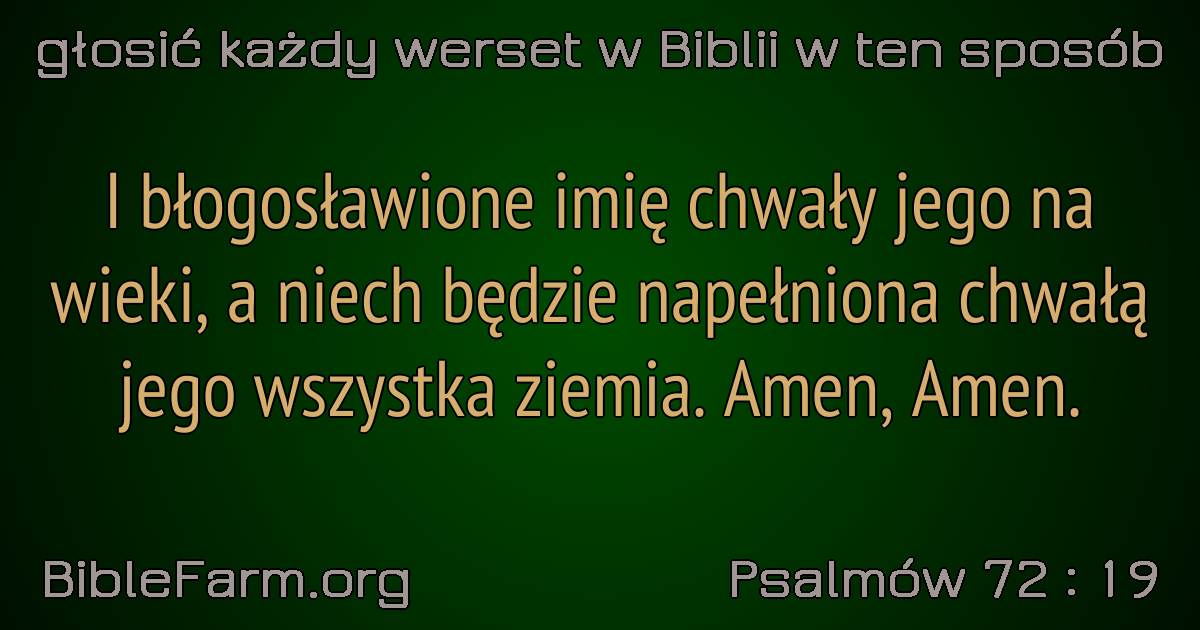 głosić każdy werset w Biblii w ten sposób
I błogosławione imię chwały jego na
wieki, a niech będzie napełniona chwałą
jego wszystka ziemia. Amen, Amen.
BibleFarm.org
Psalmów 72 : 19